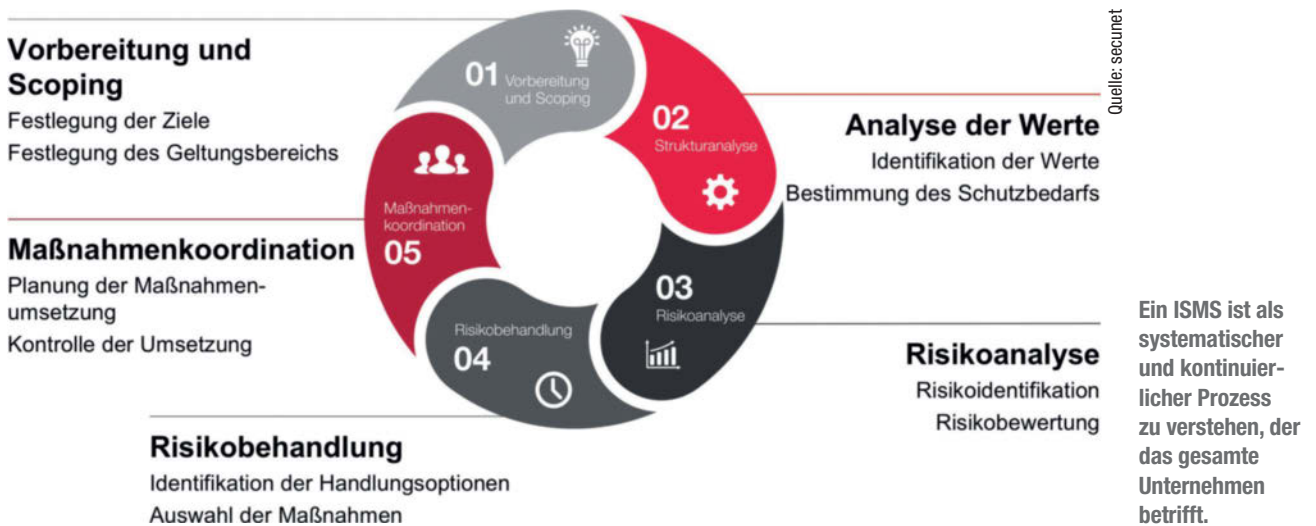 Vorbereitung und
Scoping
Festlegung der Ziele
Festlegung des Geltungsbereichs
Maßnahmenkoordination
Planung der Maßnahmen-
umsetzung
Kontrolle der Umsetzung
Risikobehandlung
Identifikation der Handlungsoptionen
Auswahl der Maßnahmen
01 Vorbereitung
und Scoping
02
Strukturanalyse
03
Risikoanalyse
Risikobehandlung
04
Maßnahmen-
koordination
05
Analyse der Werte
Identifikation der Werte
Bestimmung des Schutzbedarfs
Risikoanalyse
Risikoidentifikation
Risikobewertung
Quelle: secunet
Ein ISMS ist als
systematischer
und kontinuier-
licher Prozess
zu verstehen, der
das gesamte
Unternehmen
betrifft.